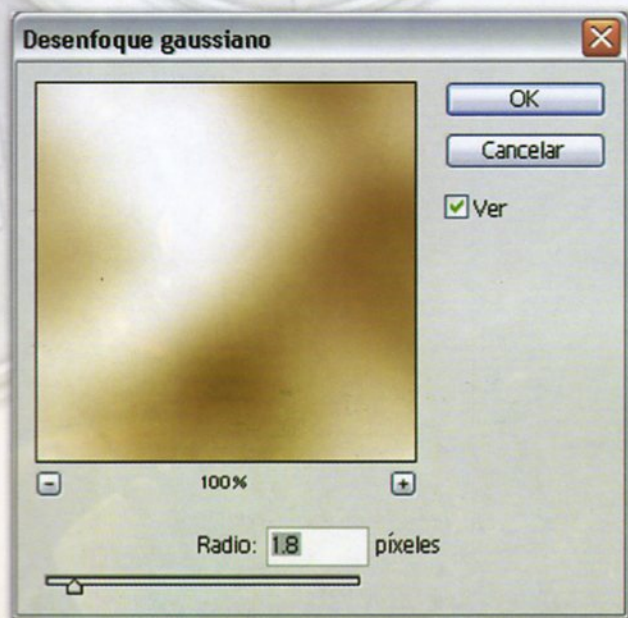 Desenfoque gaussiano
OK
Cancelar
Ver
100%
Radio: 1.8 píxeles